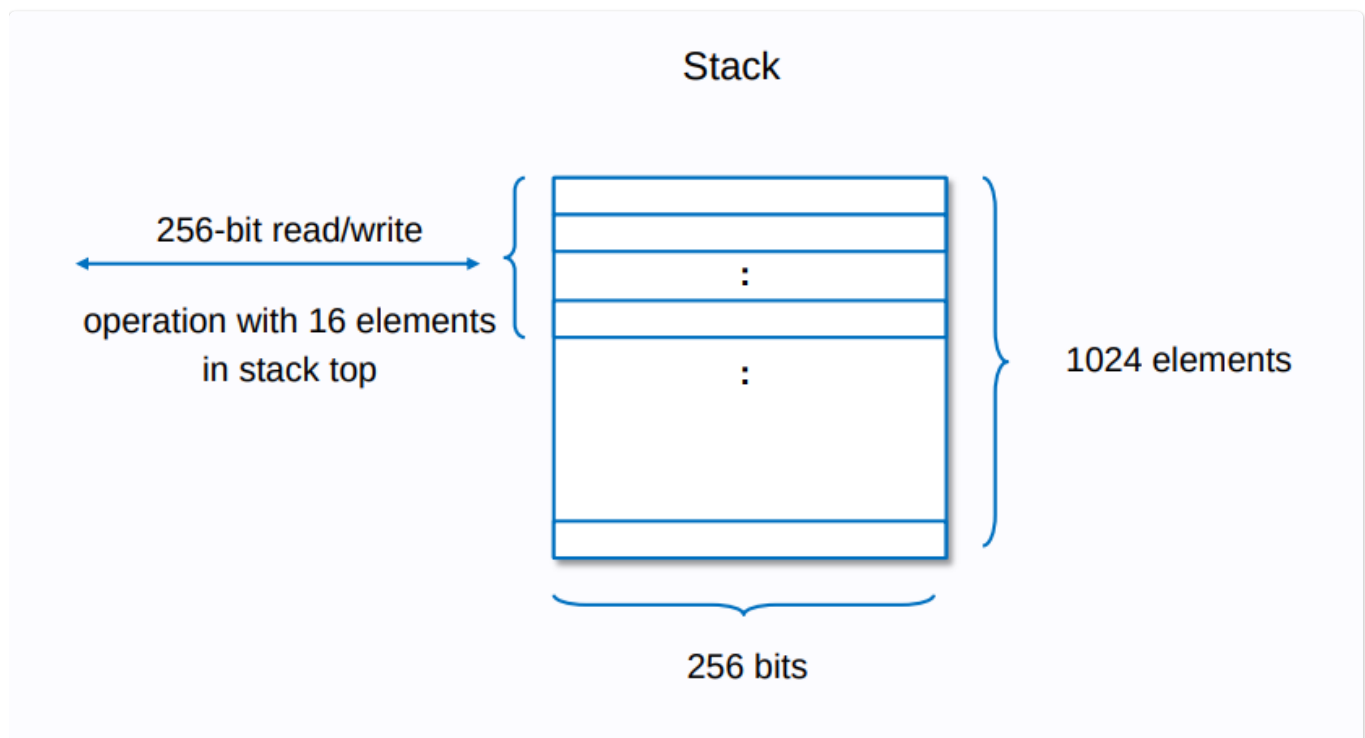 Stack
256-bit read/write
operation with 16 elements
in stack top
:
:
1024 elements
256 bits